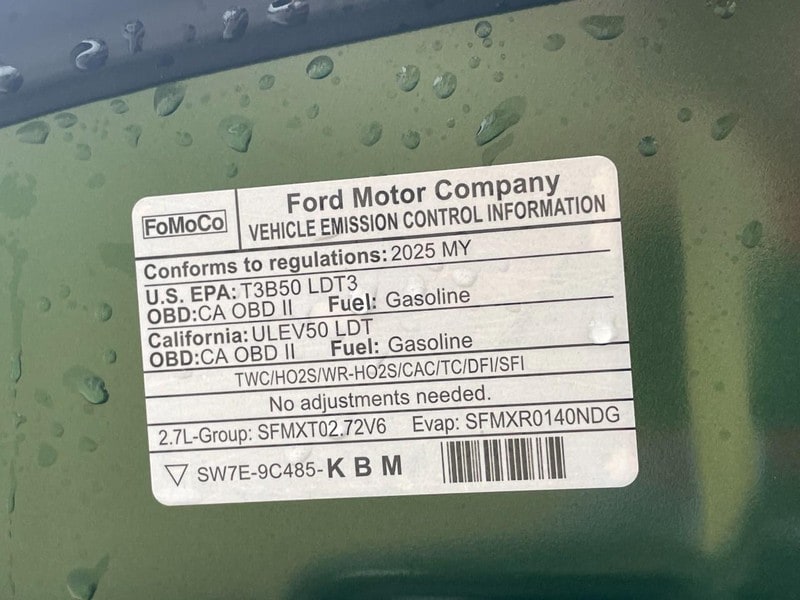 FoMoCo
Ford Motor Company
VEHICLE EMISSION CONTROL INFORMATION
Conforms to regulations: 2025 MY
U.S. EPA: T3B50 LDT3
OBD:CA OBD II Fuel: Gasoline
California: ULEV50 LDT
OBD:CA OBD II Fuel: Gasoline
TWC/HO2S/WR-HO2S/CAC/TC/DFI/SFI
No adjustments needed.
2.7L-Group: SFMXT02.72V6 Evap: SFMXR0140NDG
SW7E-9C485-KBM